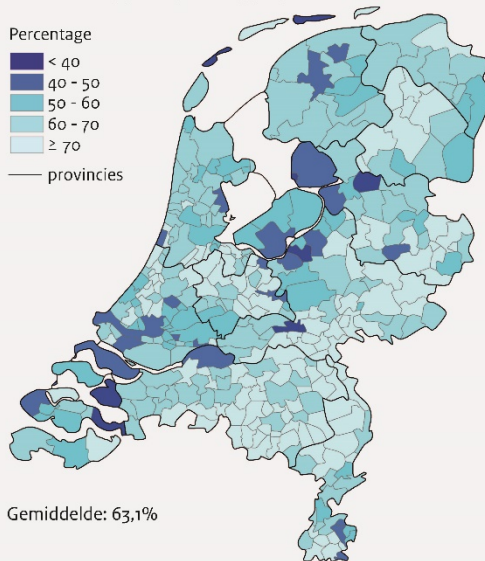 Percentage
< 40
40 - 50
50 - 60
60 - 70
≥ 70
provincies
Gemiddelde: 63,1%